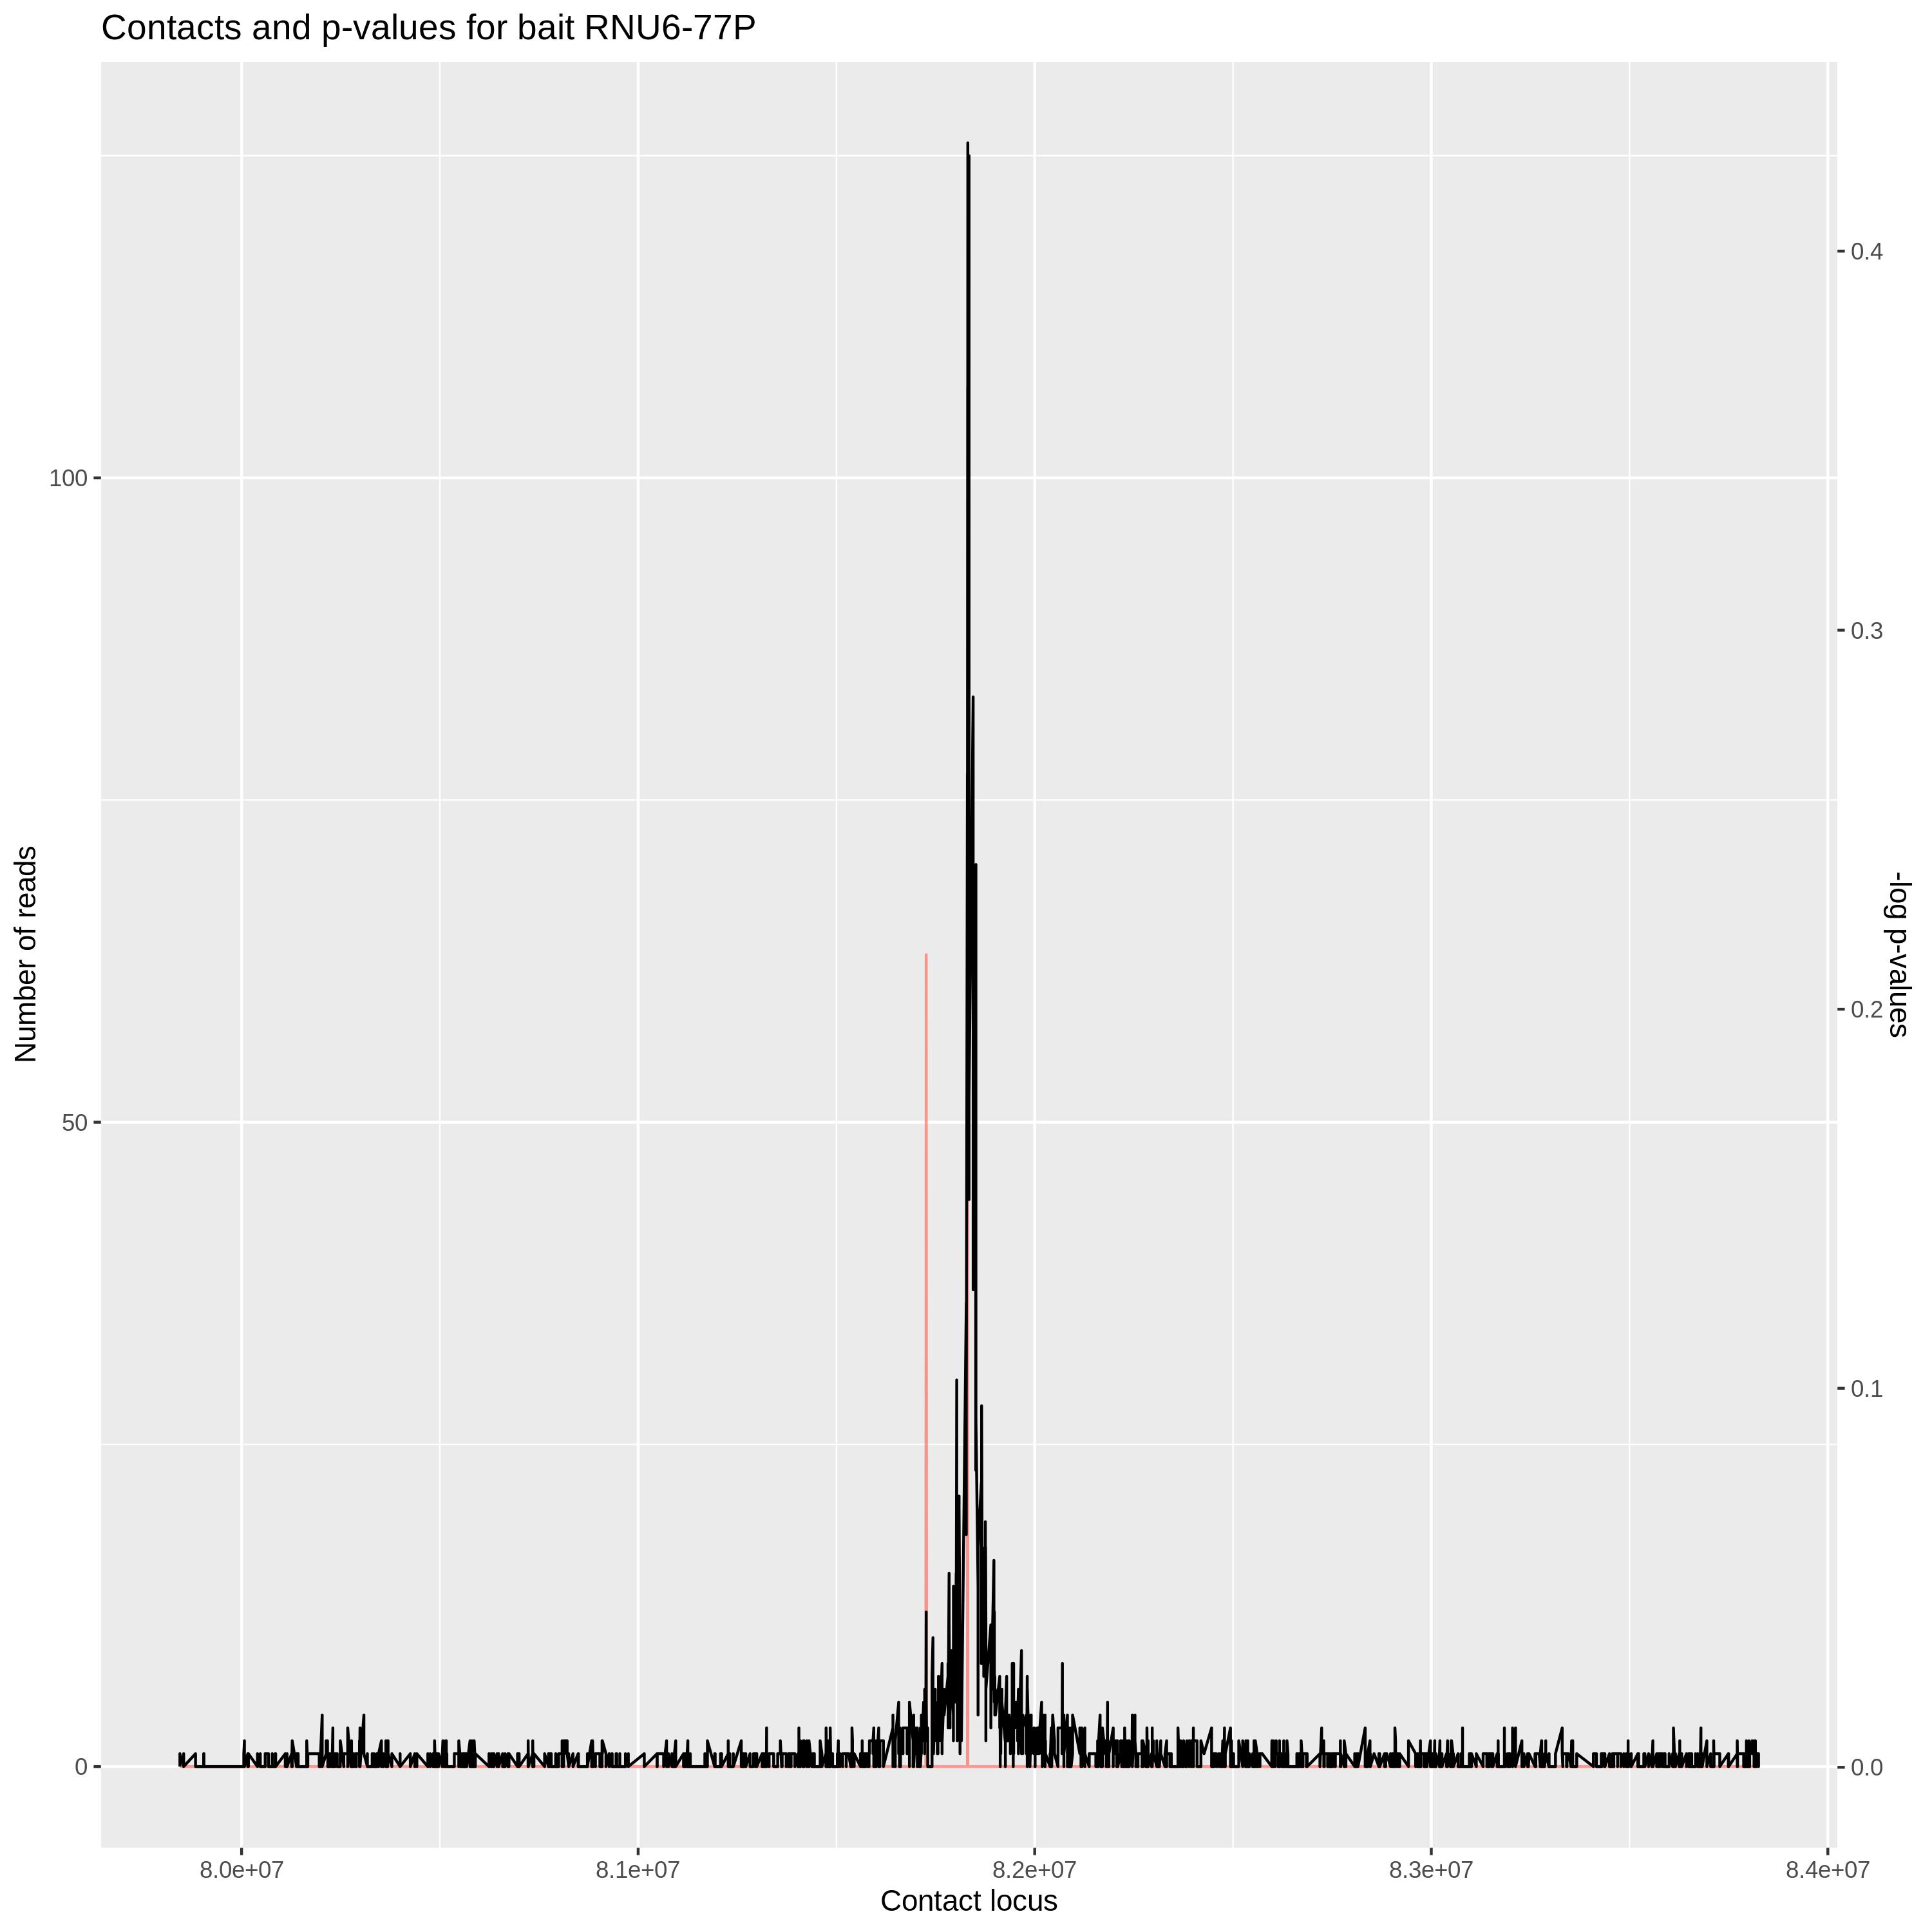 Contacts and p-values for bait RNU6-77P
100
50
0
Number of reads
0.4
0.3
0.2
0.1
0.0
-log p-values
8.0e+07
8.1e+07
8.2e+07
8.3e+07
8.4e+07
Contact locus